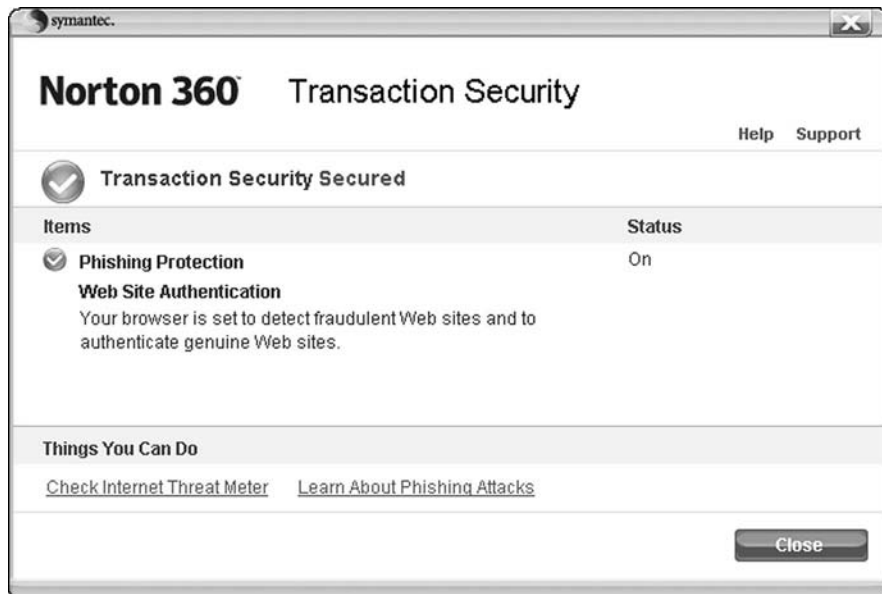 symantec.
Norton 360™ Transaction Security
Help Support
Transaction Security Secured
Items Status
Phishing Protection On
Web Site Authentication
Your browser is set to detect fraudulent Web sites and to
authenticate genuine Web sites.
Things You Can Do
Check Internet Threat Meter Learn About Phishing Attacks
Close